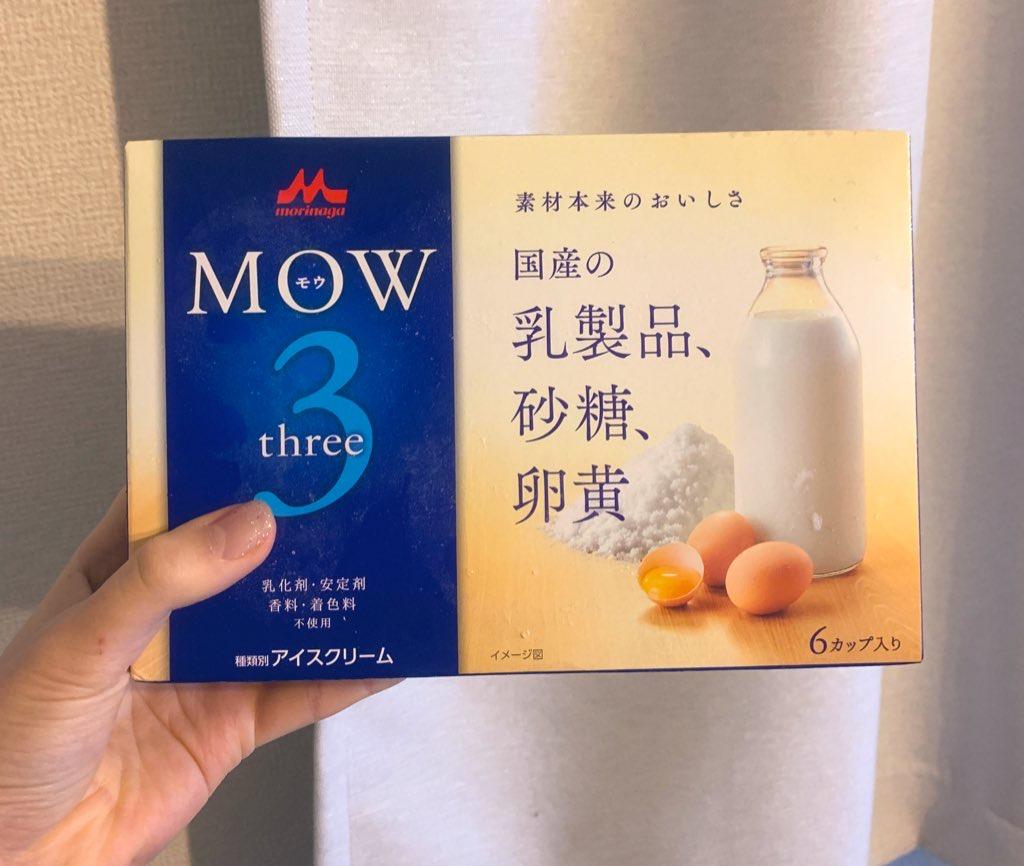 morinaga
MOW
モウ
3
three
乳化剤・安定剤
香料・着色料
不使用
種類別 アイスクリーム
素材本来のおいしさ
国産の
乳製品、
砂糖、
卵黄
イメージ図
6カップ入り